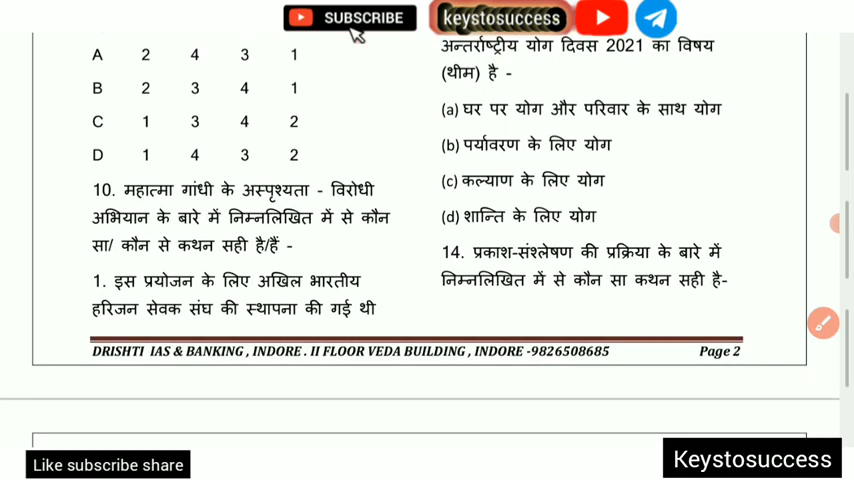 SUBSCRIBE
keystosuccess
A 2 4 3 1
B 2 3 4 1
C 1 3 4 2
D 1 4 3 2
10. महात्मा गांधी के अस्पृश्यता - विरोधी
अभियान के बारे में निम्नलिखित में से कौन
सा/ कौन से कथन सही है/हैं -
1. इस प्रयोजन के लिए अखिल भारतीय
हरिजन सेवक संघ की स्थापना की गई थी
अन्तर्राष्ट्रीय योग दिवस 2021 का विषय
(थीम) है -
(a) घर पर योग और परिवार के साथ योग
(b) पर्यावरण के लिए योग
(c) कल्याण के लिए योग
(d) शान्ति के लिए योग
14. प्रकाश-संश्लेषण की प्रक्रिया के बारे में
निम्नलिखित में से कौन सा कथन सही है-
DRISHTI IAS & BANKING , INDORE . II FLOOR VEDA BUILDING , INDORE -9826508685 Page 2
Like subscribe share
Keystosuccess